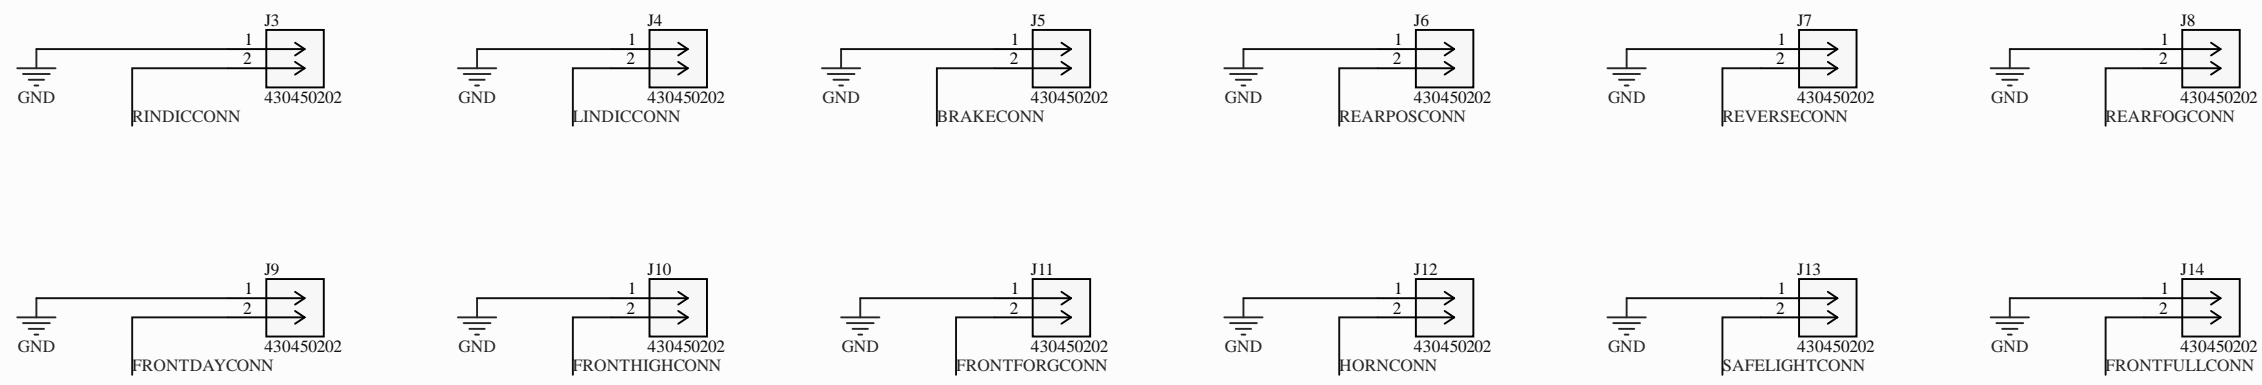 J3 J4 J5 J6 J7 J8
1 1 1 1 1 1
2 2 2 2 2 2
GND 430450202 GND 430450202 GND 430450202 GND 430450202 GND 430450202 GND 430450202
RINDICCONN LINDICCONN BRAKECONN REARPOSCONN REVERSECONN REARFOGCONN
J9 J10 J11 J12 J13 J14
1 1 1 1 1 1
2 2 2 2 2 2
GND 430450202 GND 430450202 GND 430450202 GND 430450202 GND 430450202 GND 430450202
FRONTDAYCONN FRONTHIGHCONN FRONTFORGCONN HORNCONN SAFELIGHTCONN FRONTFULLCONN